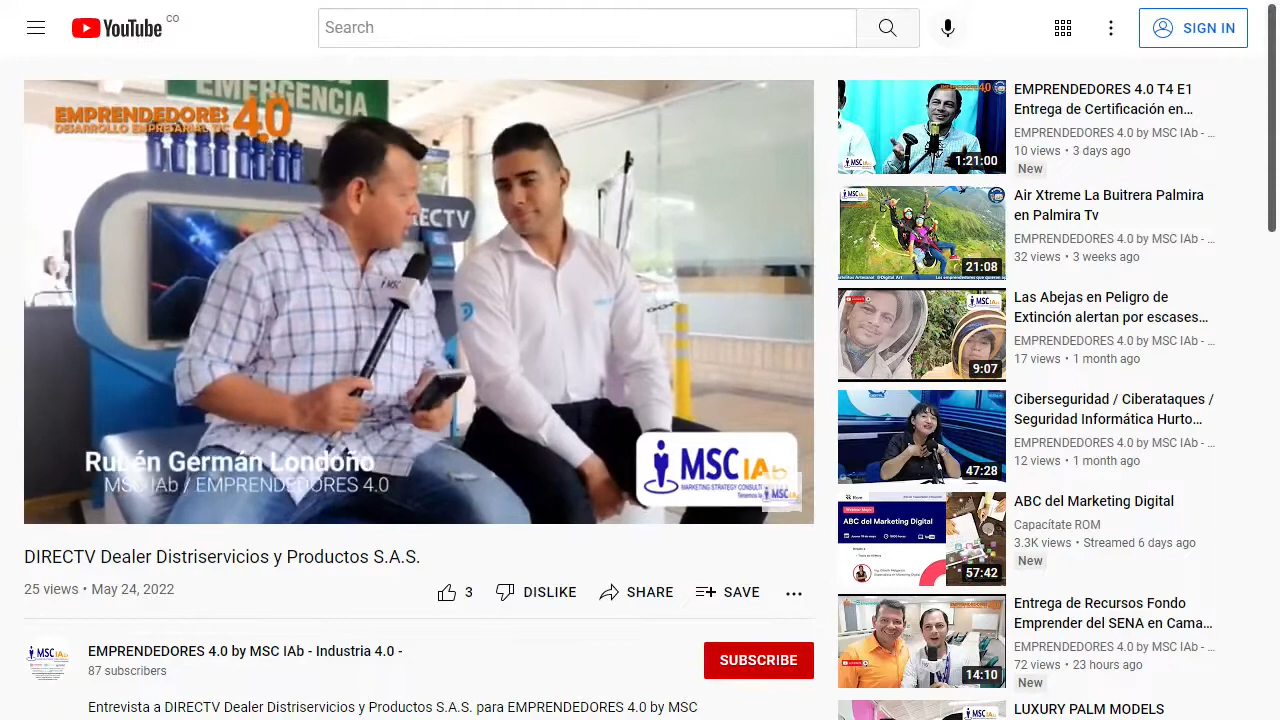 YouTube
CO
Search
SIGN IN
EMERGENCIA
EMPRENDEDORES 4.0
DESARROLLO EMPRESARIAL TIC
Rubén Germán Londoño
MSC IAb / EMPRENDEDORES 4.0
MSC IAb
DIRECTV Dealer Distriservicios y Productos S.A.S.
25 views • May 24, 2022
3
DISLIKE
SHARE
SAVE
EMPRENDEDORES 4.0 by MSC IAb - Industria 4.0 -
87 subscribers
SUBSCRIBE
Entrevista a DIRECTV Dealer Distriservicios y Productos S.A.S. para EMPRENDEDORES 4.0 by MSC
1:21:00
EMPRENDEDORES 4.0 T4 E1
Entrega de Certificación en…
EMPRENDEDORES 4.0 by MSC IAb - ...
10 views • 3 days ago
New
21:08
Air Xtreme La Buitrera Palmira
en Palmira Tv
EMPRENDEDORES 4.0 by MSC IAb - ...
32 views • 3 weeks ago
9:07
Las Abejas en Peligro de
Extinción alertan por escases…
EMPRENDEDORES 4.0 by MSC IAb - ...
17 views • 1 month ago
47:28
Ciberseguridad / Ciberataques /
Seguridad Informática Hurto…
EMPRENDEDORES 4.0 by MSC IAb - ...
12 views • 1 month ago
ABC del Marketing Digital
57:42
ABC del Marketing Digital
Capacítate ROM
3.3K views • Streamed 6 days ago
New
14:10
Entrega de Recursos Fondo
Emprender del SENA en Cama…
EMPRENDEDORES 4.0 by MSC IAb - ...
72 views • 23 hours ago
New
LUXURY PALM MODELS